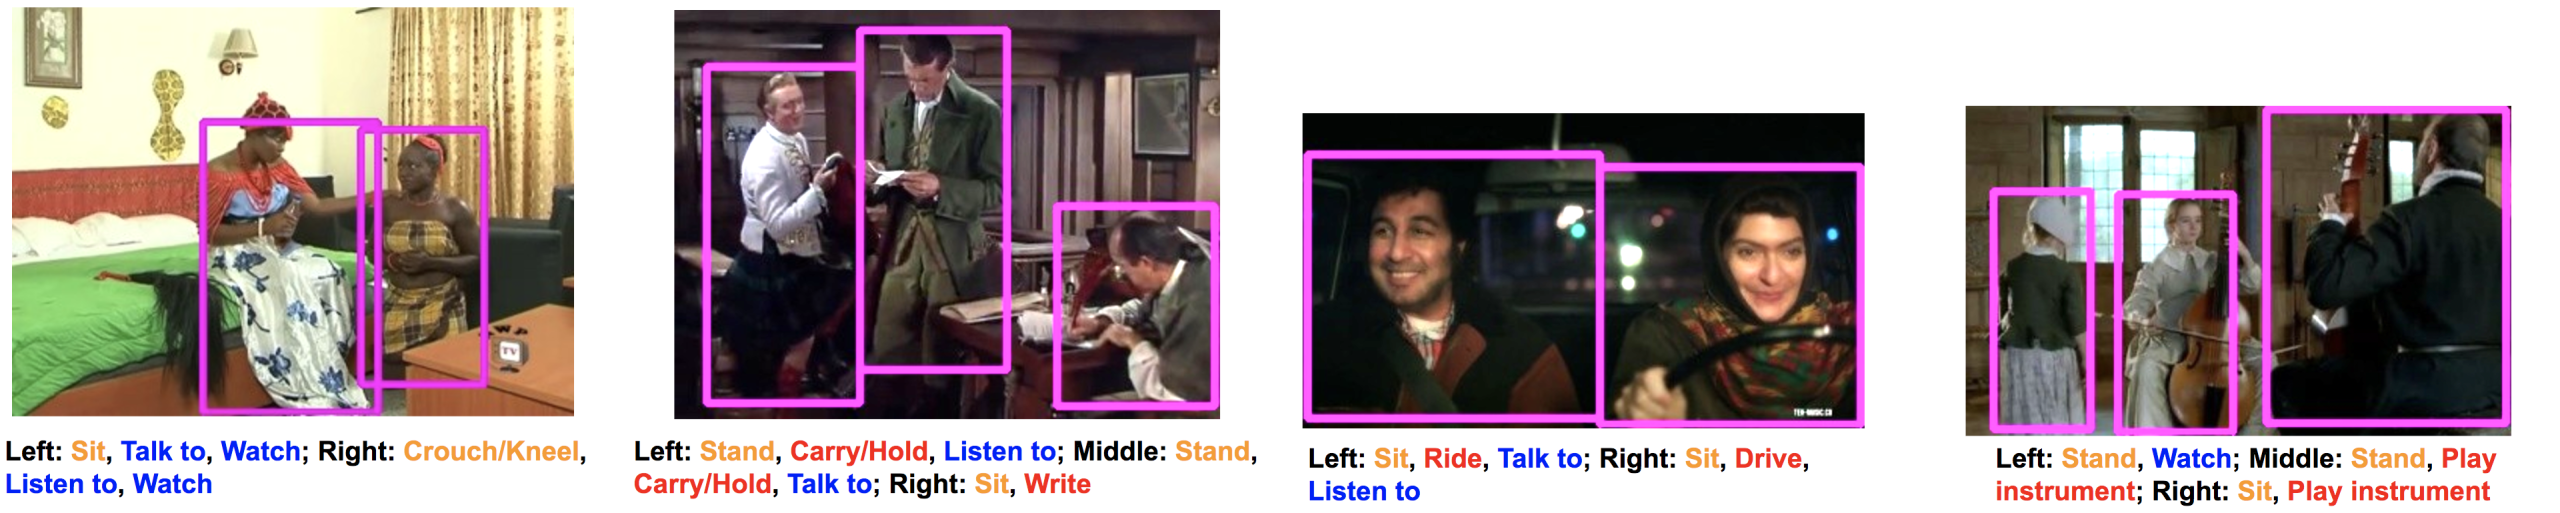 Left: Sit, Talk to, Watch; Right: Crouch/Kneel,
Listen to, Watch
Left: Stand, Carry/Hold, Listen to; Middle: Stand,
Carry/Hold, Talk to; Right: Sit, Write
Left: Sit, Ride, Talk to; Right: Sit, Drive,
Listen to
Left: Stand, Watch; Middle: Stand, Play
instrument; Right: Sit, Play instrument
TV